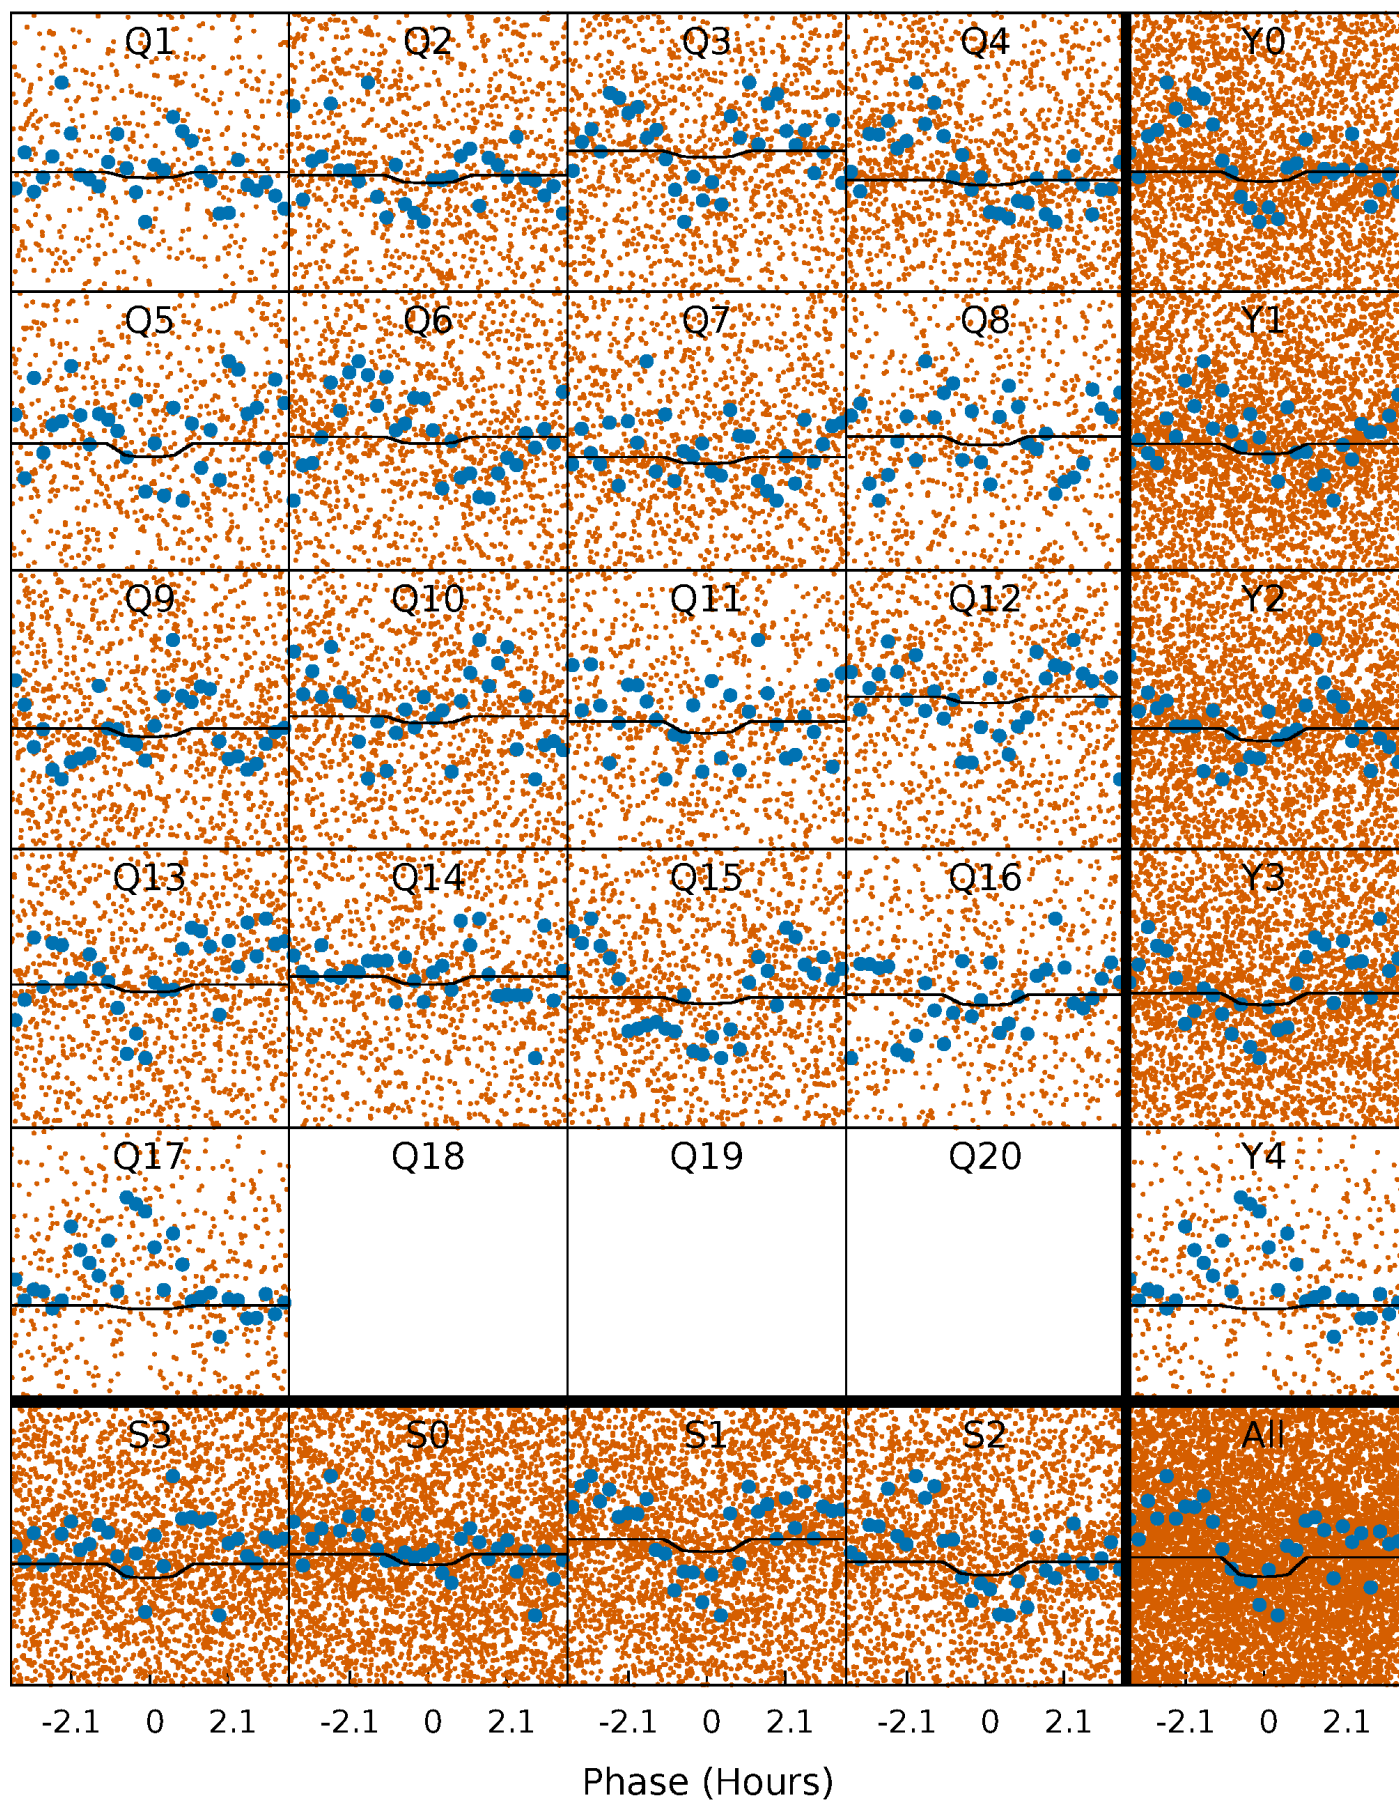 Q1 Q2 Q3 Q4 Y0
Q5 Q6 Q7 Q8 Y1
Q9 Q10 Q11 Q12 Y2
Q13 Q14 Q15 Q16 Y3
Q17 Q18 Q19 Q20 Y4
S3 S0 S1 S2 All
-2.1 0 2.1 -2.1 0 2.1 -2.1 0 2.1 -2.1 0 2.1 -2.1 0 2.1
Phase (Hours)